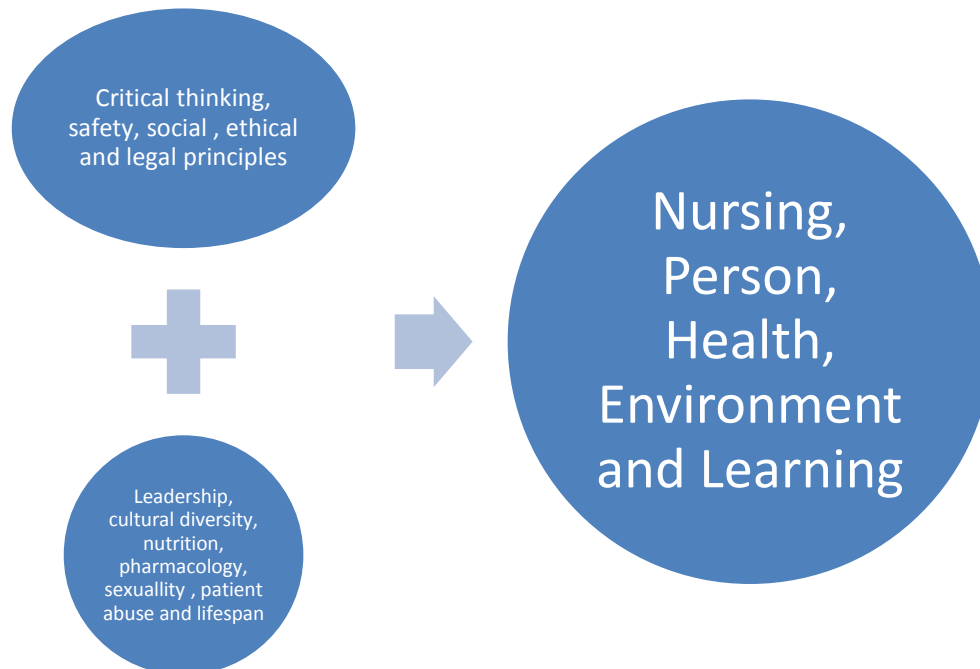 Critical thinking,
safety, social , ethical
and legal principles
Nursing,
Person,
Health,
Environment
and Learning
Leadership,
cultural diversity,
nutrition,
pharmacology,
sexuallity , patient
abuse and lifespan